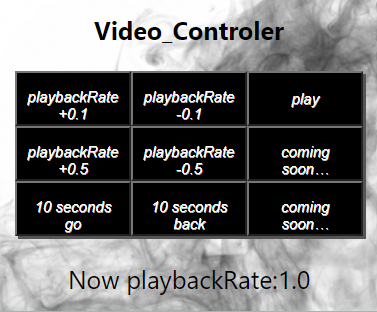 Video_Controler
playbackRate +0.1
playbackRate -0.1
play
playbackRate +0.5
playbackRate -0.5
coming soon…
10 seconds go
10 seconds back
coming soon…
Now playbackRate:1.0